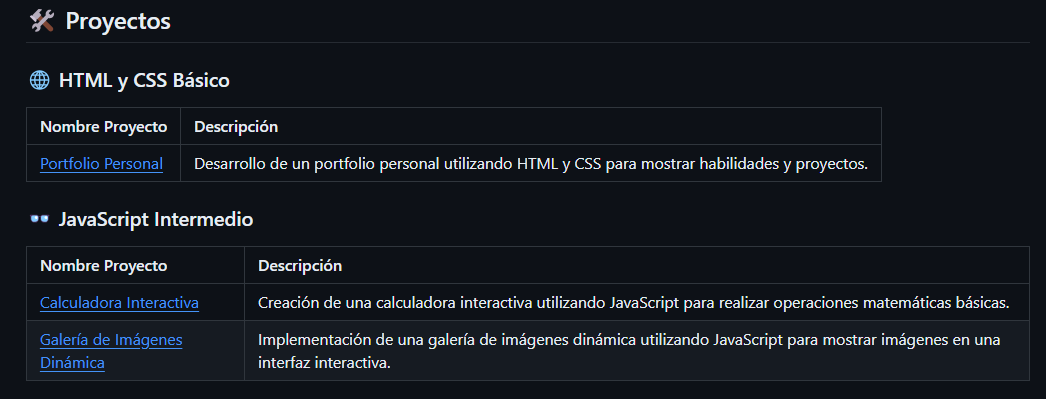 Proyectos
HTML y CSS Básico
Nombre Proyecto Descripción
Portfolio Personal Desarrollo de un portfolio personal utilizando HTML y CSS para mostrar habilidades y proyectos.
JavaScript Intermedio
Nombre Proyecto Descripción
Calculadora Interactiva Creación de una calculadora interactiva utilizando JavaScript para realizar operaciones matemáticas básicas.
Galería de Imágenes
Dinámica
Implementación de una galería de imágenes dinámica utilizando JavaScript para mostrar imágenes en una
interfaz interactiva.